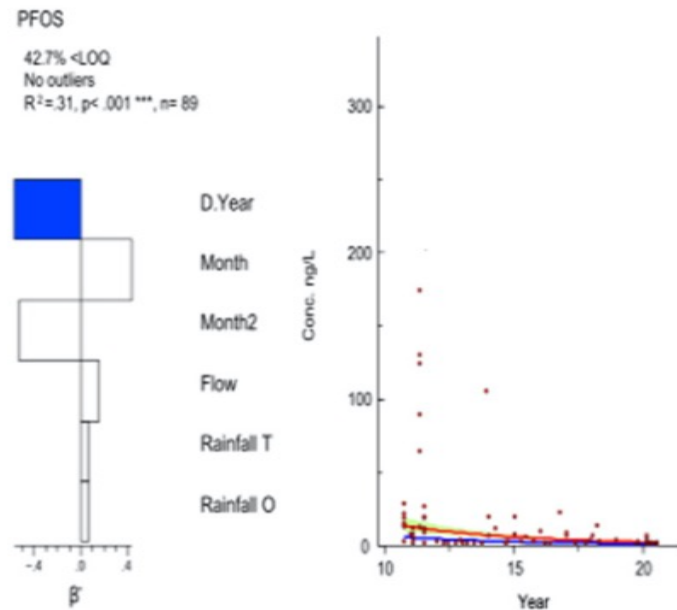 PFOS
42.7% <LOQ
No outliers
R²=.31, p< .001 ***, n= 89
D.Year
Month
Month2
Flow
Rainfall T
Rainfall O
-.4 .0 .4
β'
300
200
100
0
Conc. ng/L
10 15 20
Year